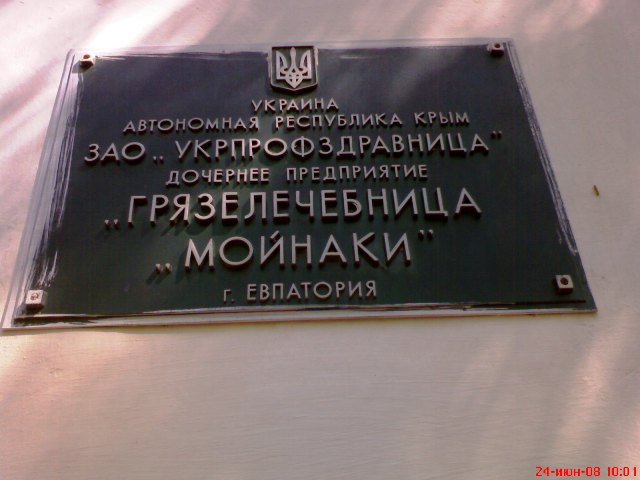 УКРАИНА
АВТОНОМНАЯ РЕСПУБЛИКА КРЫМ
ЗАО „УКРПРОФЗДРАВНИЦА"
ДОЧЕРНЕЕ ПРЕДПРИЯТИЕ
„ГРЯЗЕЛЕЧЕБНИЦА
„МОЙНАКИ"
г. ЕВПАТОРИЯ
24-июн-08 10:01